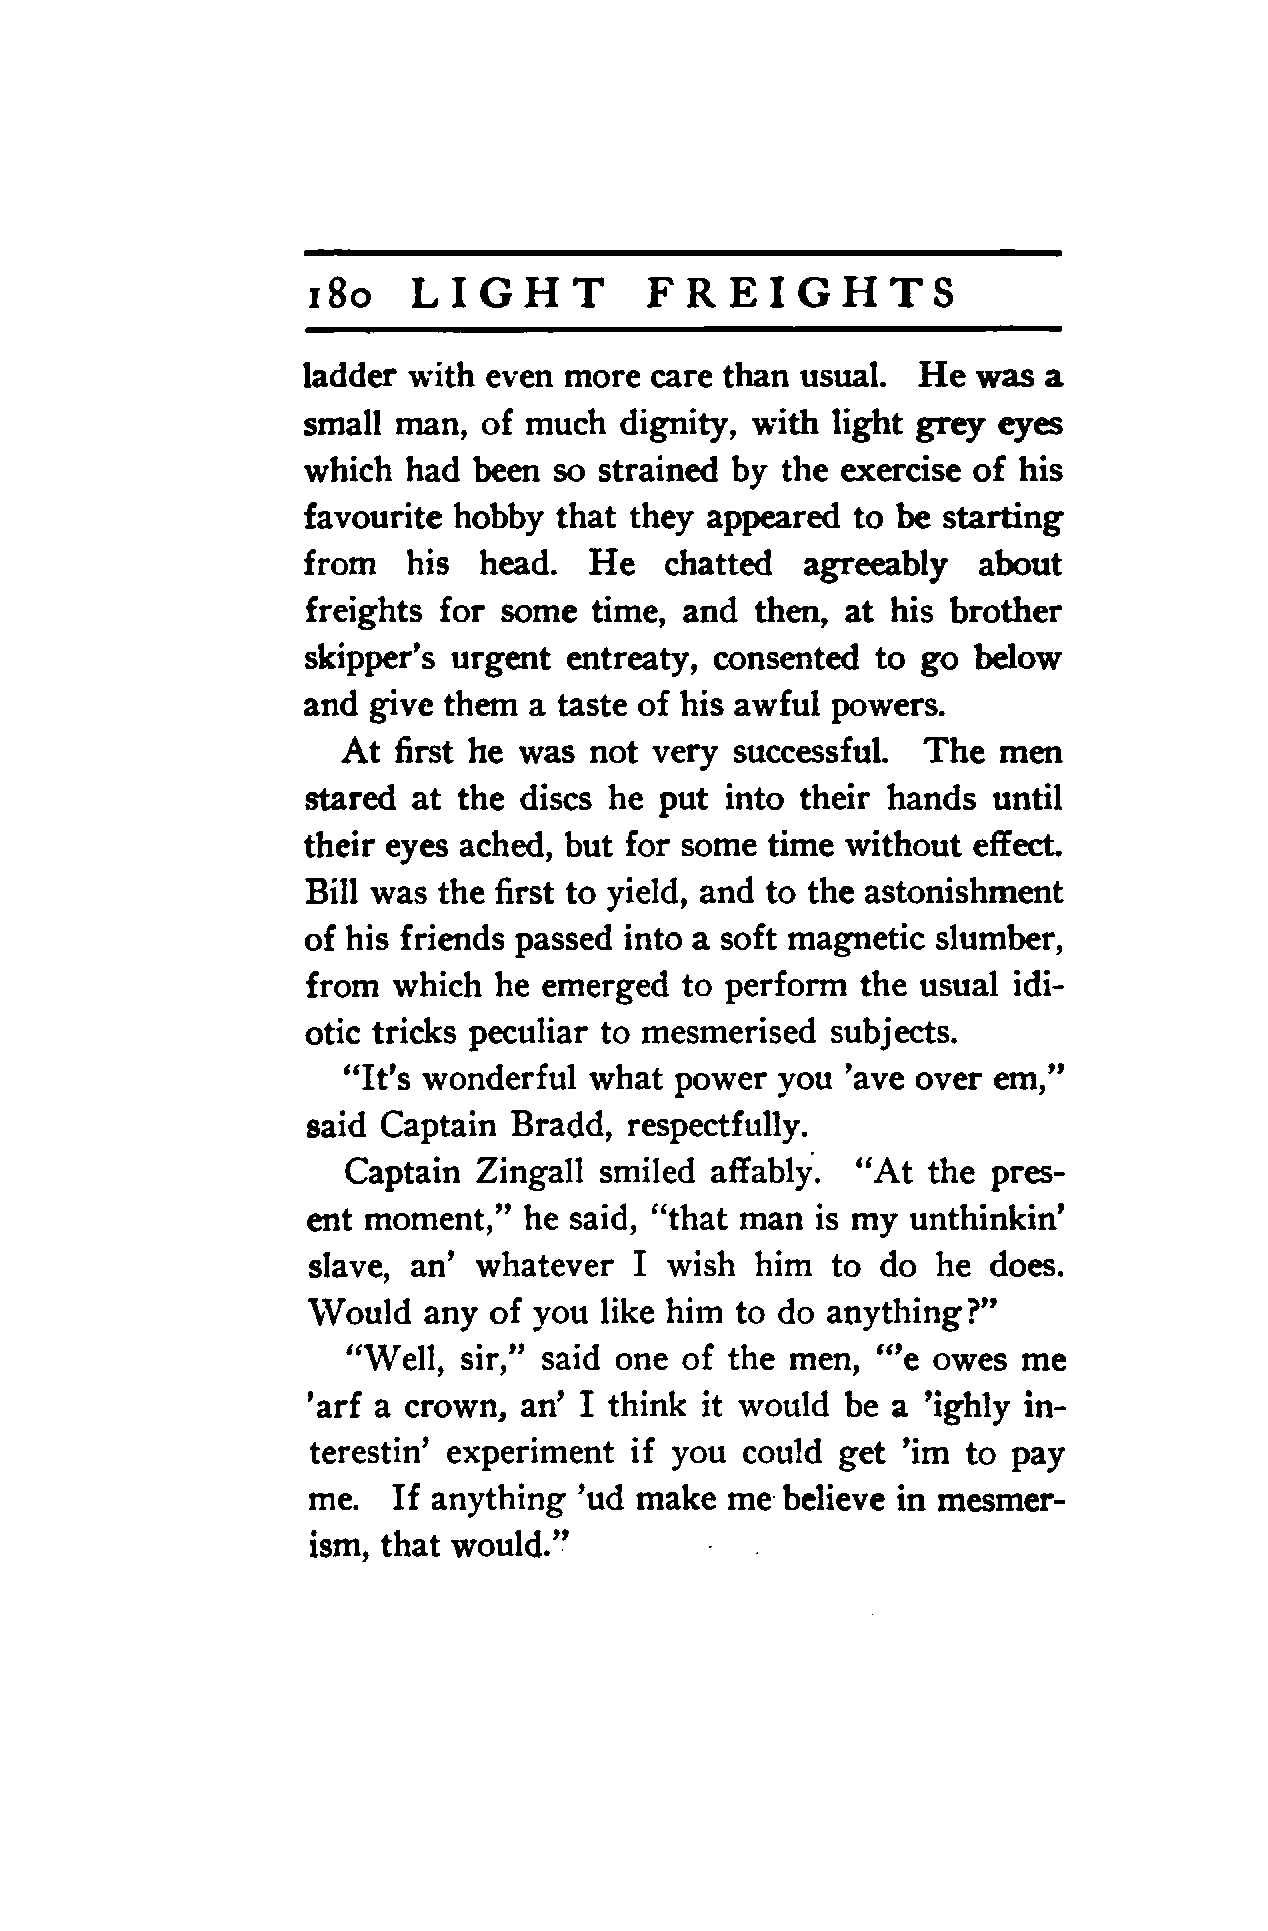 180 LIGHT FREIGHTS
ladder with even more care than usual. He was a
small man, of much dignity, with light grey eyes
which had been so strained by the exercise of his
favourite hobby that they appeared to be starting
from his head. He chatted agreeably about
freights for some time, and then, at his brother
skipper's urgent entreaty, consented to go below
and give them a taste of his awful powers.
At first he was not very successful. The men
stared at the discs he put into their hands until
their eyes ached, but for some time without effect.
Bill was the first to yield, and to the astonishment
of his friends passed into a soft magnetic slumber,
from which he emerged to perform the usual idi-
otic tricks peculiar to mesmerised subjects.
“It's wonderful what power you 'ave over em,”
said Captain Bradd, respectfully.
Captain Zingall smiled affably. “At the pres-
ent moment,” he said, “that man is my unthinkin'
slave, an' whatever I wish him to do he does.
Would any of you like him to do anything?”
“Well, sir,” said one of the men, “'e owes me
'arf a crown, an' I think it would be a 'ighly in-
terestin' experiment if you could get 'im to pay
me. If anything 'ud make me believe in mesmer-
ism, that would.”